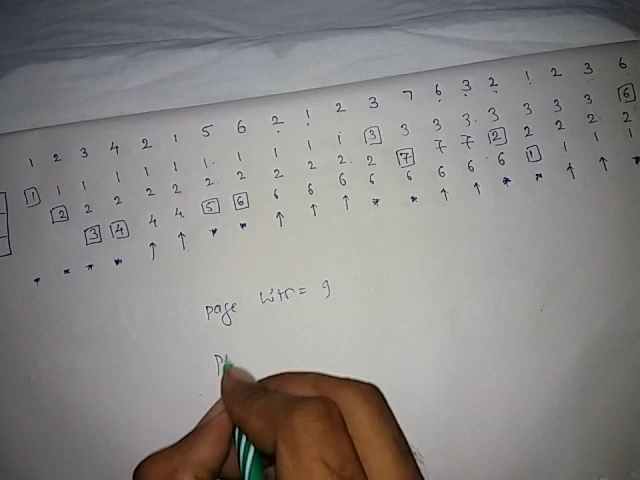 1 2 3 4 2 1 5 6 2 1 2 3 7 6 3 2 1 2 3 6
1 1 1 1 1 1 1 1 1 1 1 3 3 3 3 3 3 3 3 6
2 2 2 2 2 2 2 2 2 2 2 7 7 7 2 2 2 2 2
3 4 4 4 5 6 6 6 6 6 6 6 6 6 1 1 1 1
* * * * ↑ ↑ * * ↑ ↑ ↑ * * ↑ ↑ * * ↑ ↑ *
page hits = 9